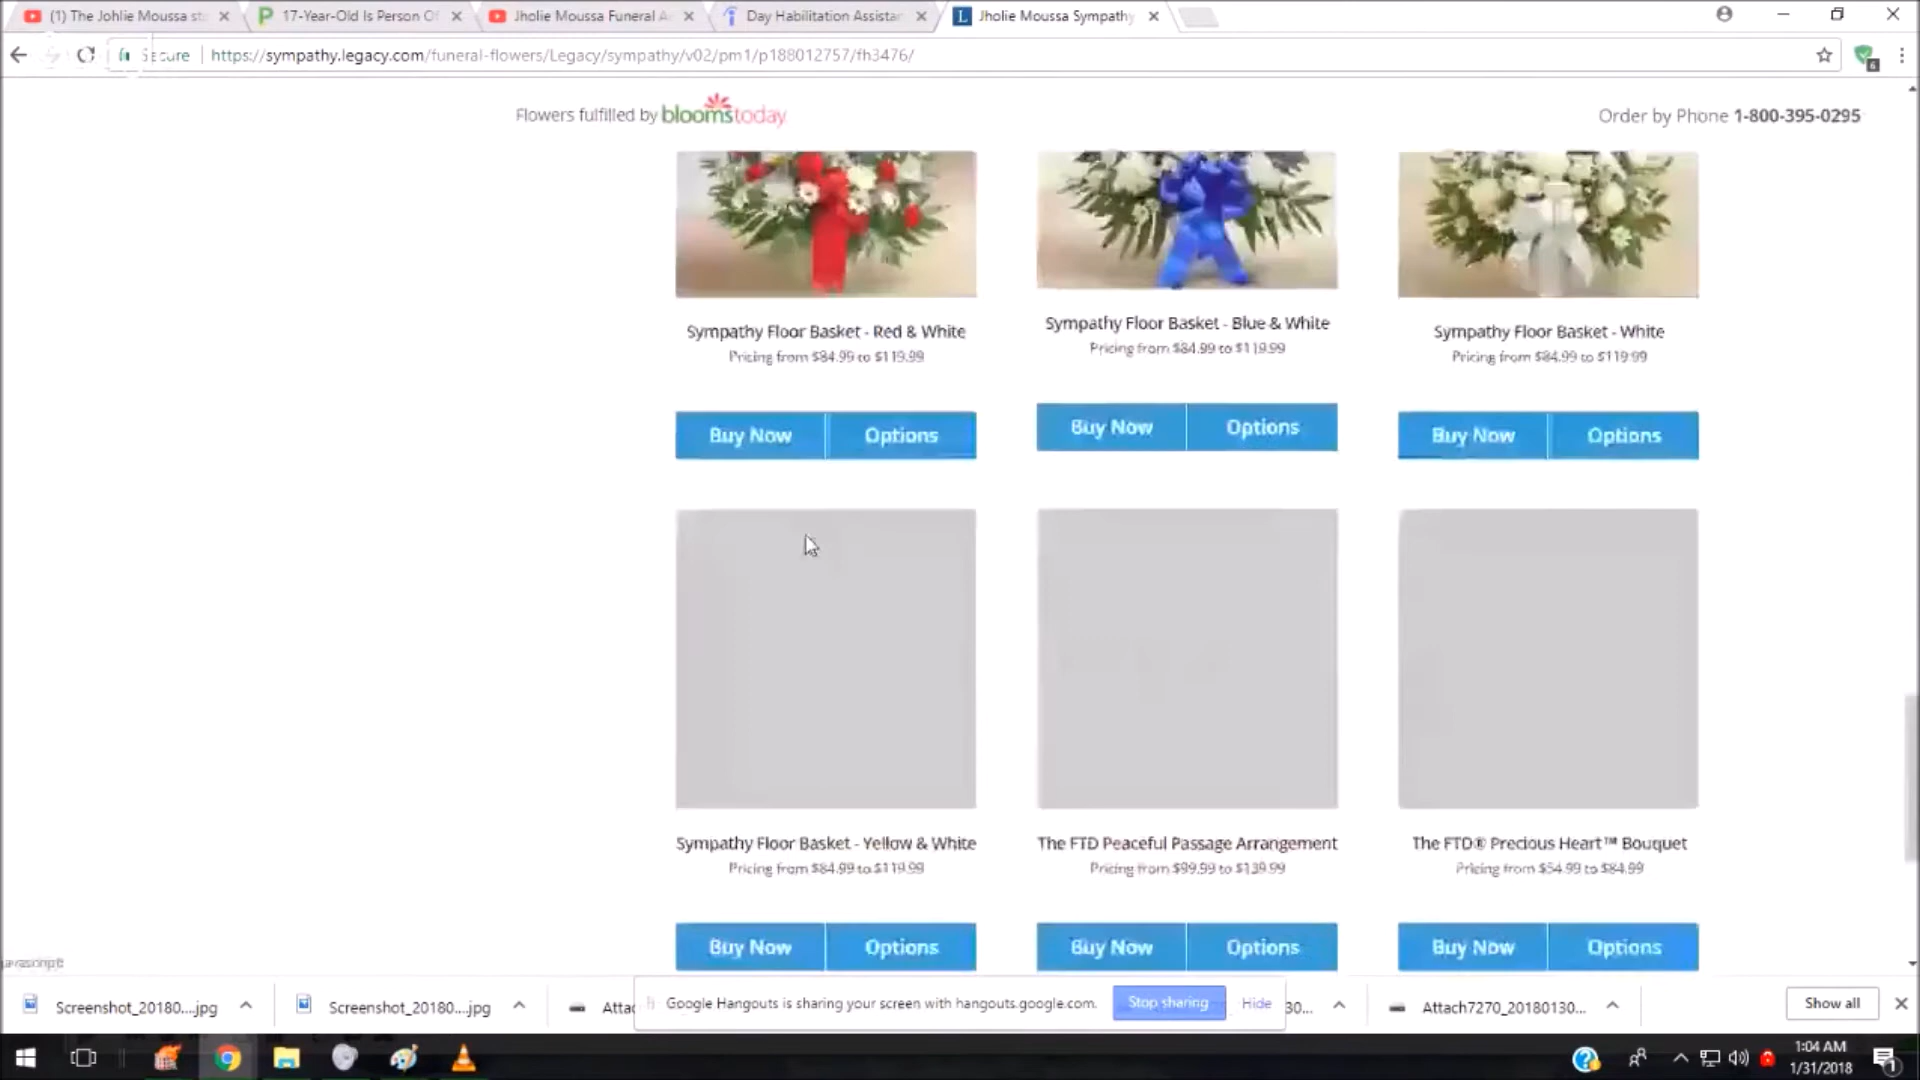 (1) The Johlie Moussa st
17-Year-Old Is Person Of
Jholie Moussa Funeral A
Day Habilitation Assistan
Jholie Moussa Sympathy
Secure https://sympathy.legacy.com/funeral-flowers/Legacy/sympathy/v02/pm1/p188012757/fh3476/
6
Flowers fulfilled by bloomstoday
Order by Phone 1-800-395-0295
Sympathy Floor Basket - Red & White
Pricing from $84.99 to $119.99
Sympathy Floor Basket - Blue & White
Pricing from $84.99 to $119.99
Sympathy Floor Basket - White
Pricing from $84.99 to $119.99
Buy Now Options
Buy Now Options
Buy Now Options
Sympathy Floor Basket - Yellow & White
Pricing from $84.99 to $119.99
The FTD Peaceful Passage Arrangement
Pricing from $99.99 to $139.99
The FTD® Precious Heart™ Bouquet
Pricing from $54.99 to $84.99
Buy Now Options
Buy Now Options
Buy Now Options
javascript:
Screenshot_20180....jpg
Screenshot_20180....jpg
Attac
Google Hangouts is sharing your screen with hangouts.google.com.
Stop sharing
Hide
30...
Attach7270_20180130...
Show all
1:04 AM
1/31/2018
1